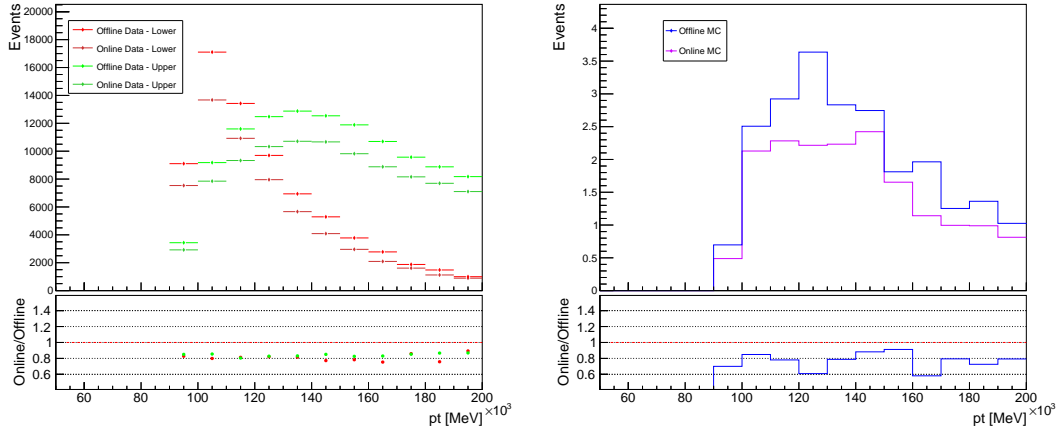 Events
20000
18000
16000
14000
12000
10000
8000
6000
4000
2000
0
Offline Data - Lower
Online Data - Lower
Offline Data - Upper
Online Data - Upper
Online/Offline
1.4
1.2
1
0.8
0.6
60 80 100 120 140 160 180 200
×10³
pt [MeV]
Events
4
3.5
3
2.5
2
1.5
1
0.5
0
Offline MC
Online MC
Online/Offline
1.4
1.2
1
0.8
0.6
60 80 100 120 140 160 180 200
×10³
pt [MeV]